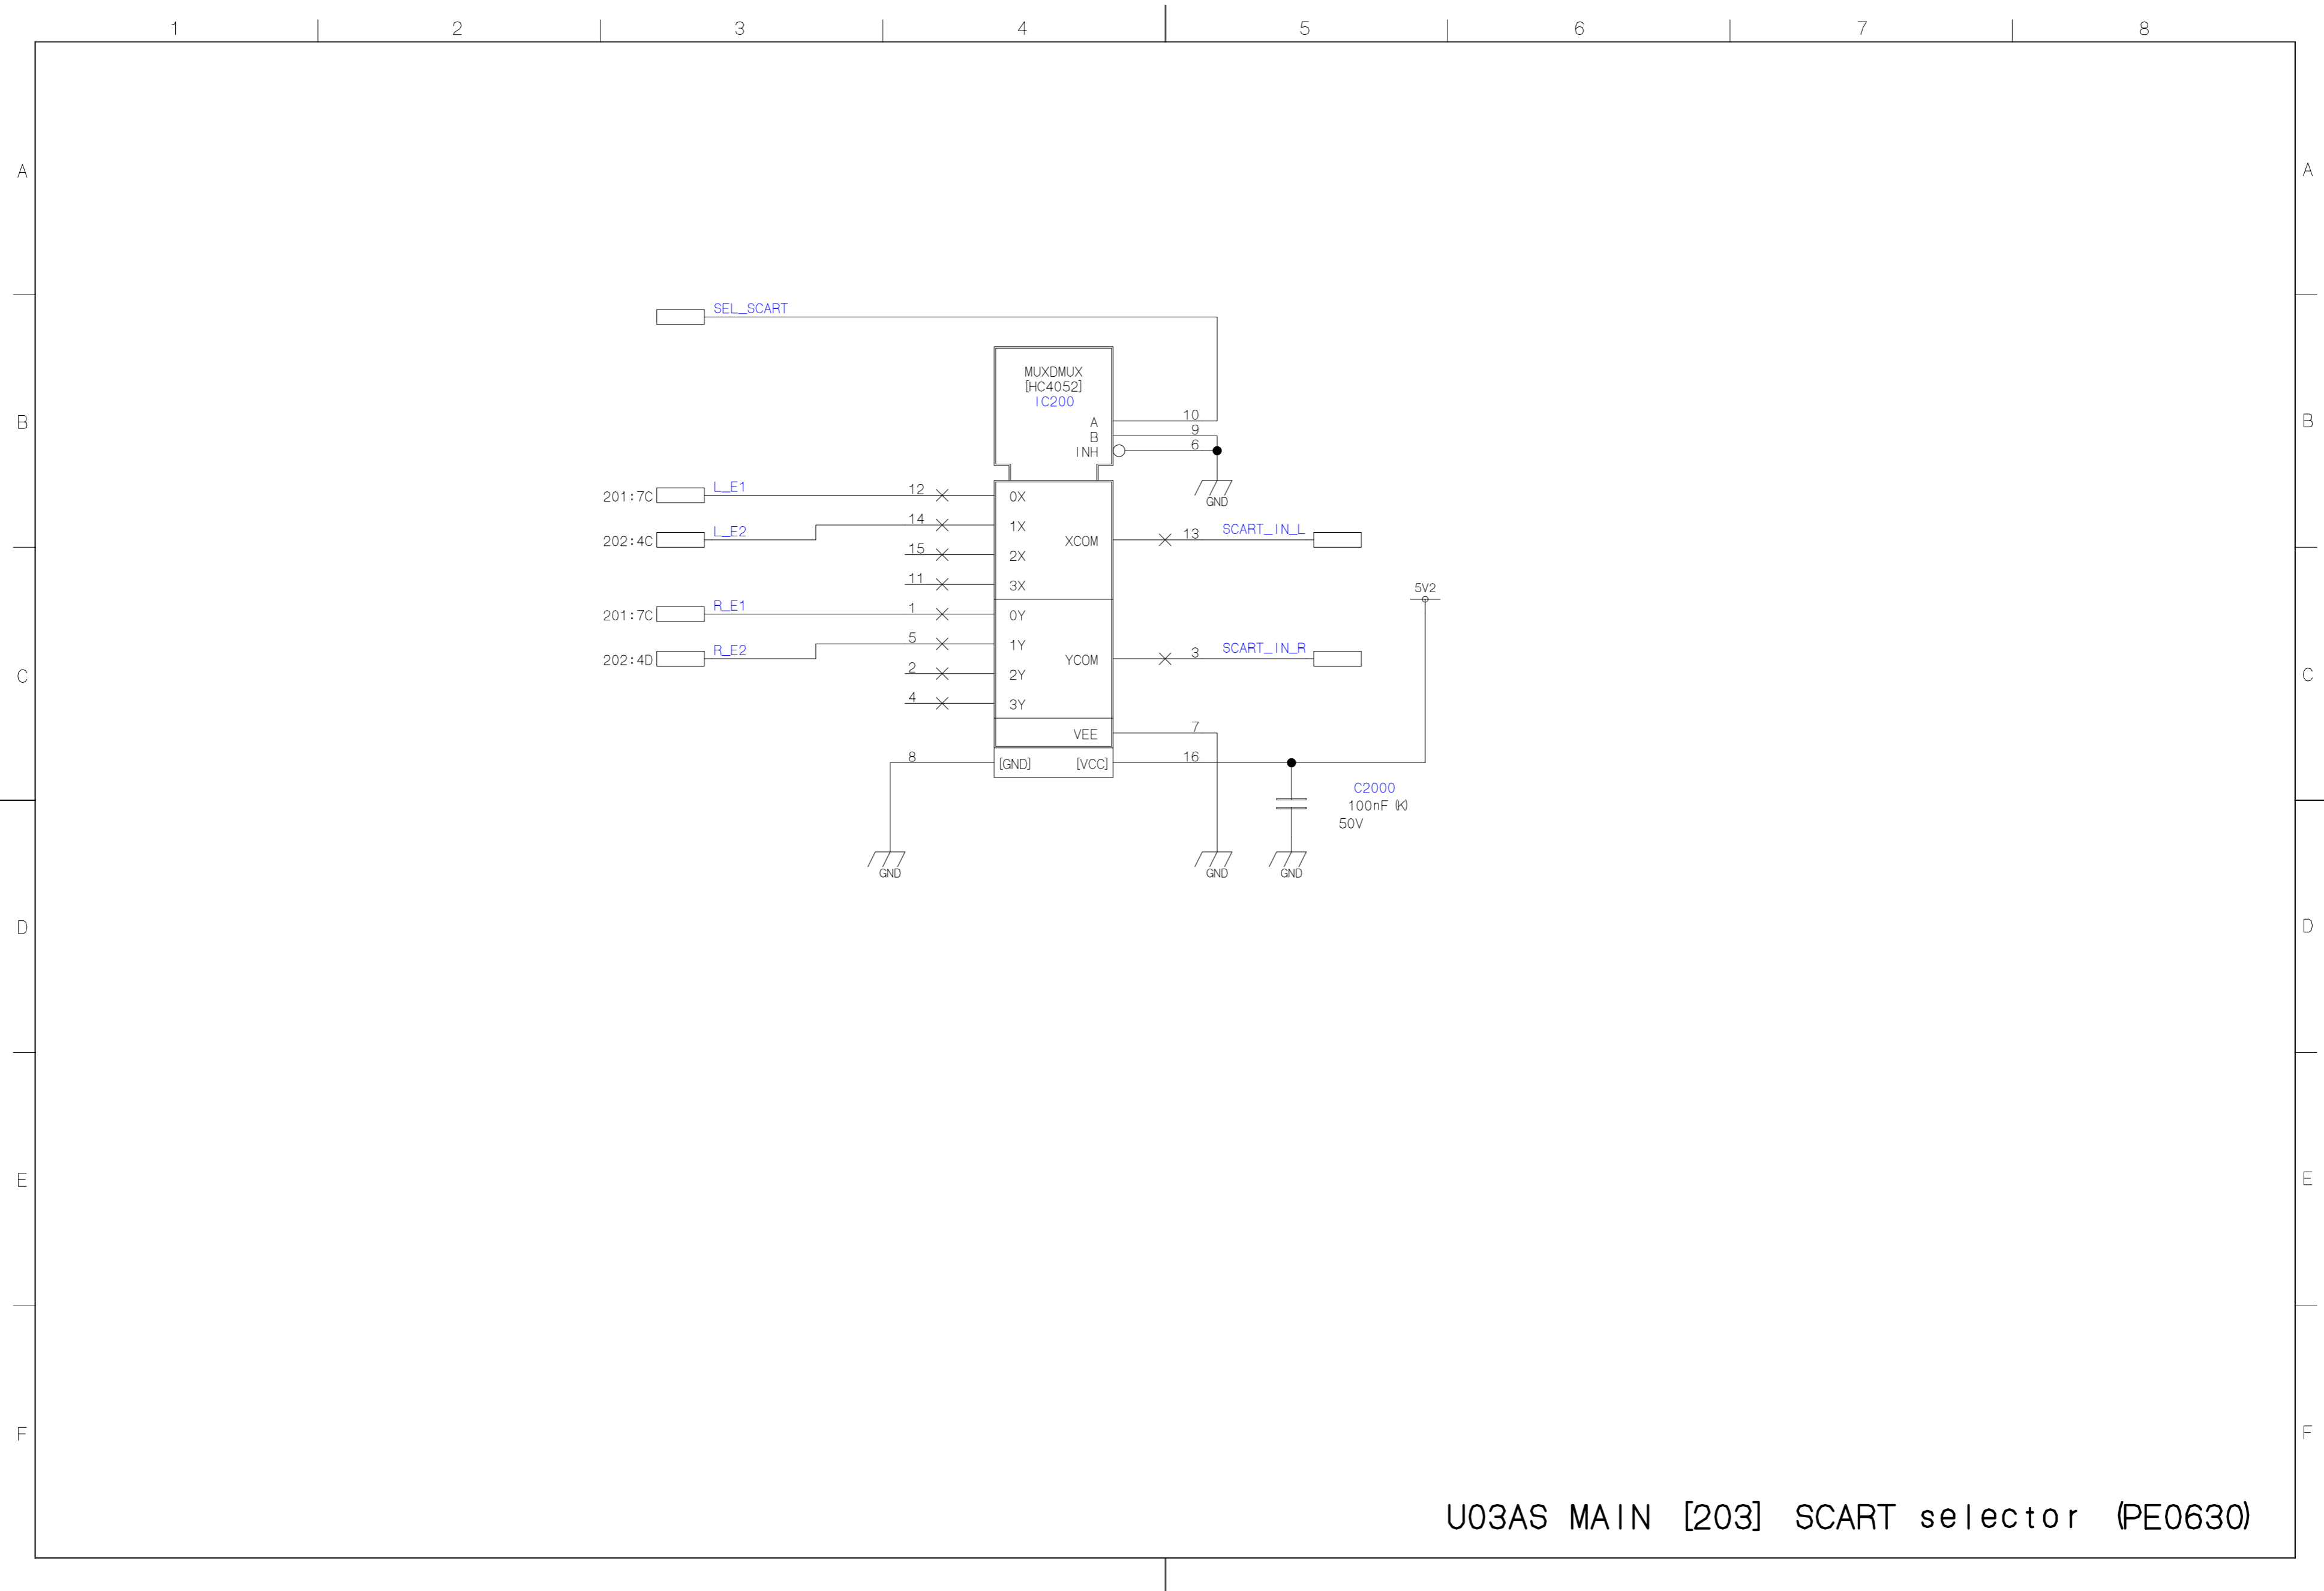 1 2 3 4 5 6 7 8
A A
SEL_SCART
MUXDMUX
[HC4052]
IC200
B B
A 10
B 9
INH 6
GND
201:7C L_E1 12 0X
202:4C L_E2 14 1X
XCOM 13 SCART_IN_L
15 2X
11 3X
5V2
201:7C R_E1 1 0Y
202:4D R_E2 5 1Y
YCOM 3 SCART_IN_R
C C
2 2Y
4 3Y
VEE 7
8 [GND] [VCC] 16
C2000
100nF (K)
50V
GND GND GND
D D
E E
F F
U03AS MAIN [203] SCART selector (PE0630)